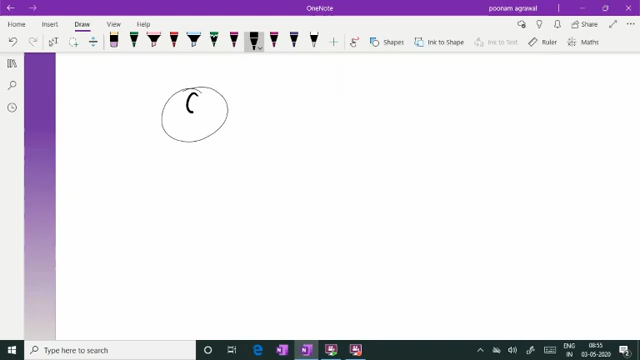 OneNote
poonam agrawal
Home Insert Draw View Help
Share
Shapes Ink to Shape Ink to Text Ruler Maths
C
Type here to search
ENG 08:55
IN 03-05-2020